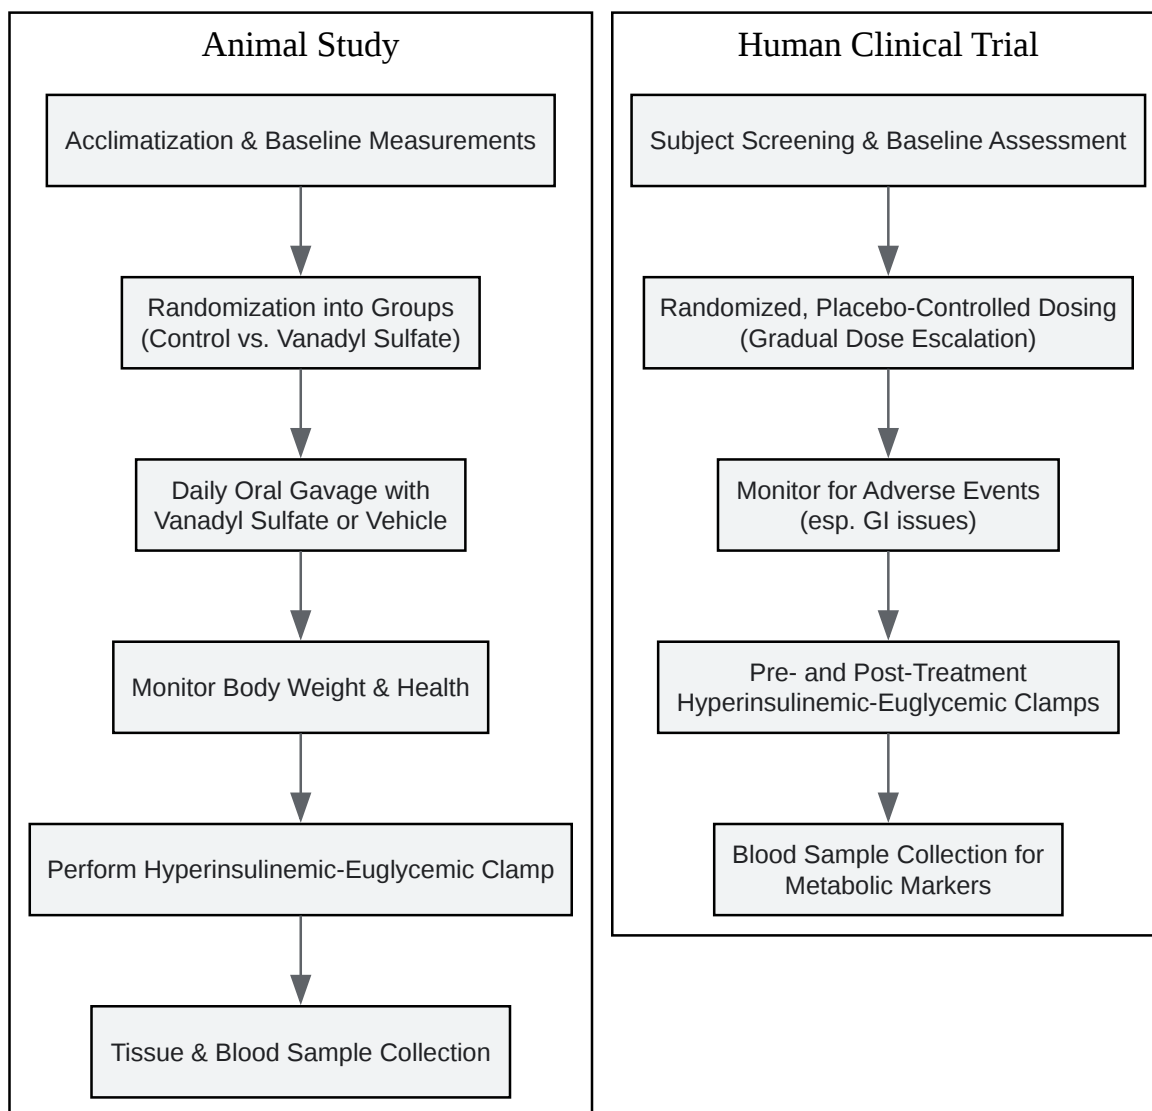 Animal Study
Acclimatization & Baseline Measurements
Randomization into Groups
(Control vs. Vanadyl Sulfate)
Daily Oral Gavage with
Vanadyl Sulfate or Vehicle
Monitor Body Weight & Health
Perform Hyperinsulinemic-Euglycemic Clamp
Tissue & Blood Sample Collection
Human Clinical Trial
Subject Screening & Baseline Assessment
Randomized, Placebo-Controlled Dosing
(Gradual Dose Escalation)
Monitor for Adverse Events
(esp. GI issues)
Pre- and Post-Treatment
Hyperinsulinemic-Euglycemic Clamps
Blood Sample Collection for
Metabolic Markers